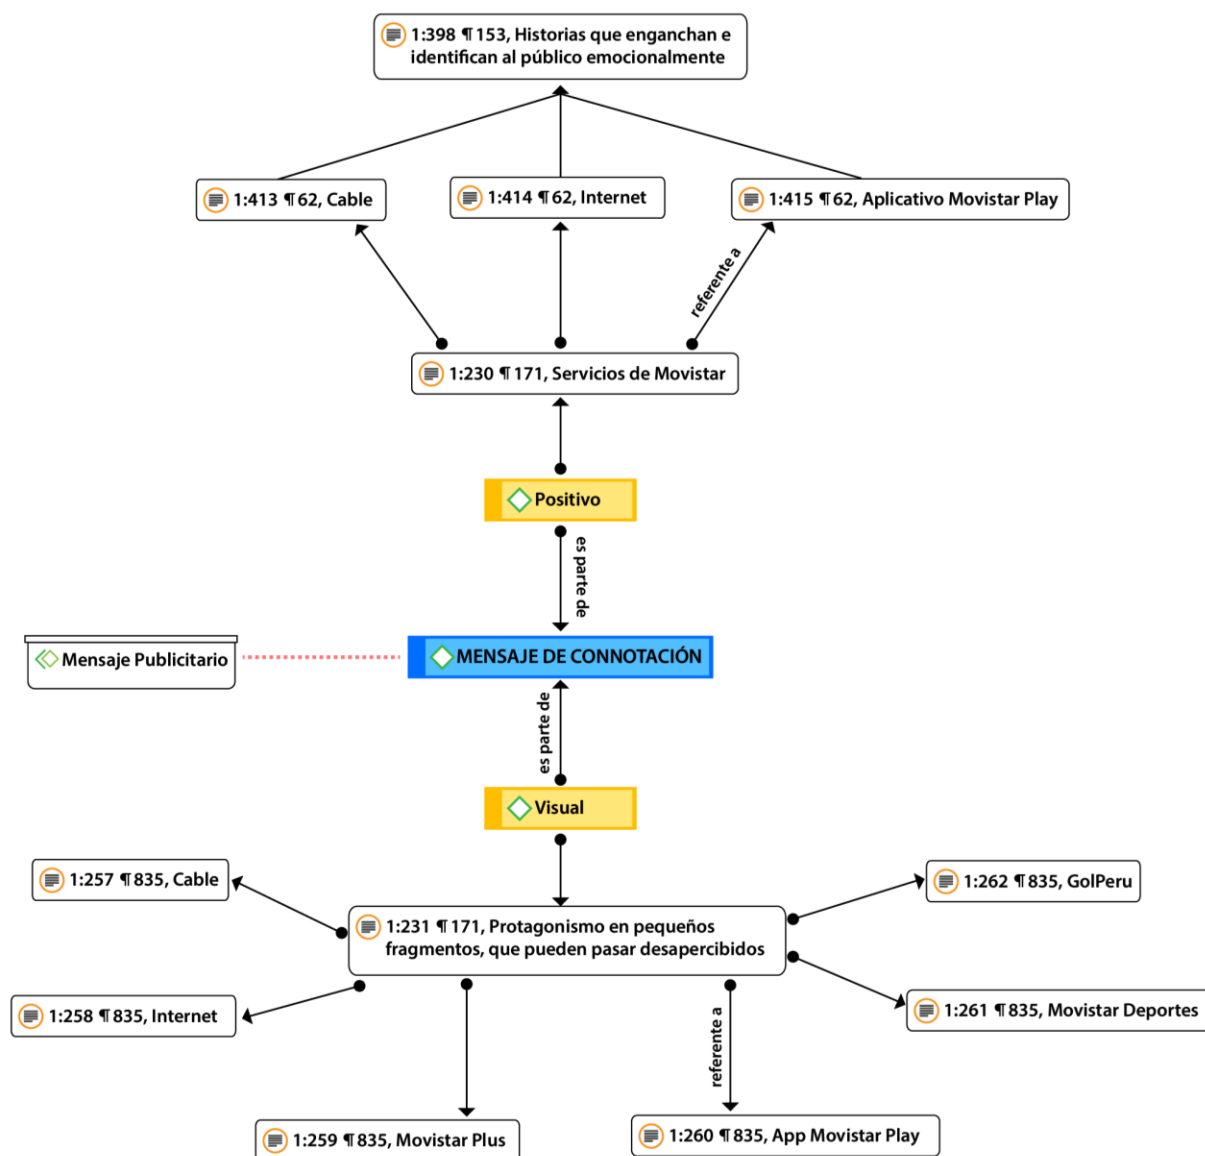 1:398 ¶ 153, Historias que enganchan e
identifican al público emocionalmente
1:413 ¶ 62, Cable
1:414 ¶ 62, Internet
1:415 ¶ 62, Aplicativo Movistar Play
referente a
1:230 ¶ 171, Servicios de Movistar
Positivo
es parte de
Mensaje Publicitario
MENSAJE DE CONNOTACIÓN
es parte de
Visual
1:257 ¶ 835, Cable
1:262 ¶ 835, GolPeru
1:231 ¶ 171, Protagonismo en pequeños
fragmentos, que pueden pasar desapercibidos
1:258 ¶ 835, Internet
1:261 ¶ 835, Movistar Deportes
referente a
1:259 ¶ 835, Movistar Plus
1:260 ¶ 835, App Movistar Play